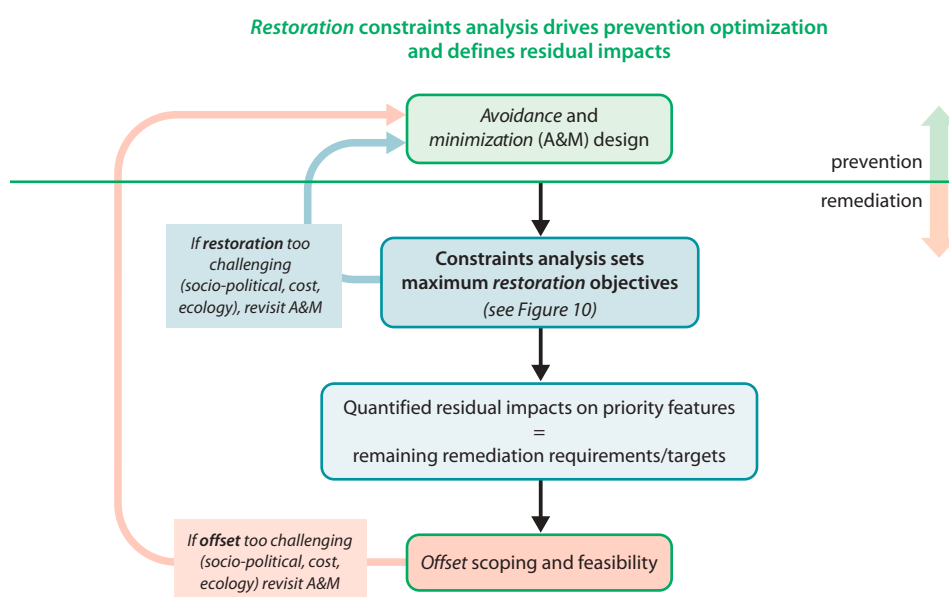 Restoration constraints analysis drives prevention optimization
and defines residual impacts
Avoidance and
minimization (A&M) design
prevention
remediation
If restoration too
challenging
(socio-political, cost,
ecology), revisit A&M
Constraints analysis sets
maximum restoration objectives
(see Figure 10)
Quantified residual impacts on priority features
=
remaining remediation requirements/targets
If offset too challenging
(socio-political, cost,
ecology) revisit A&M
Offset scoping and feasibility